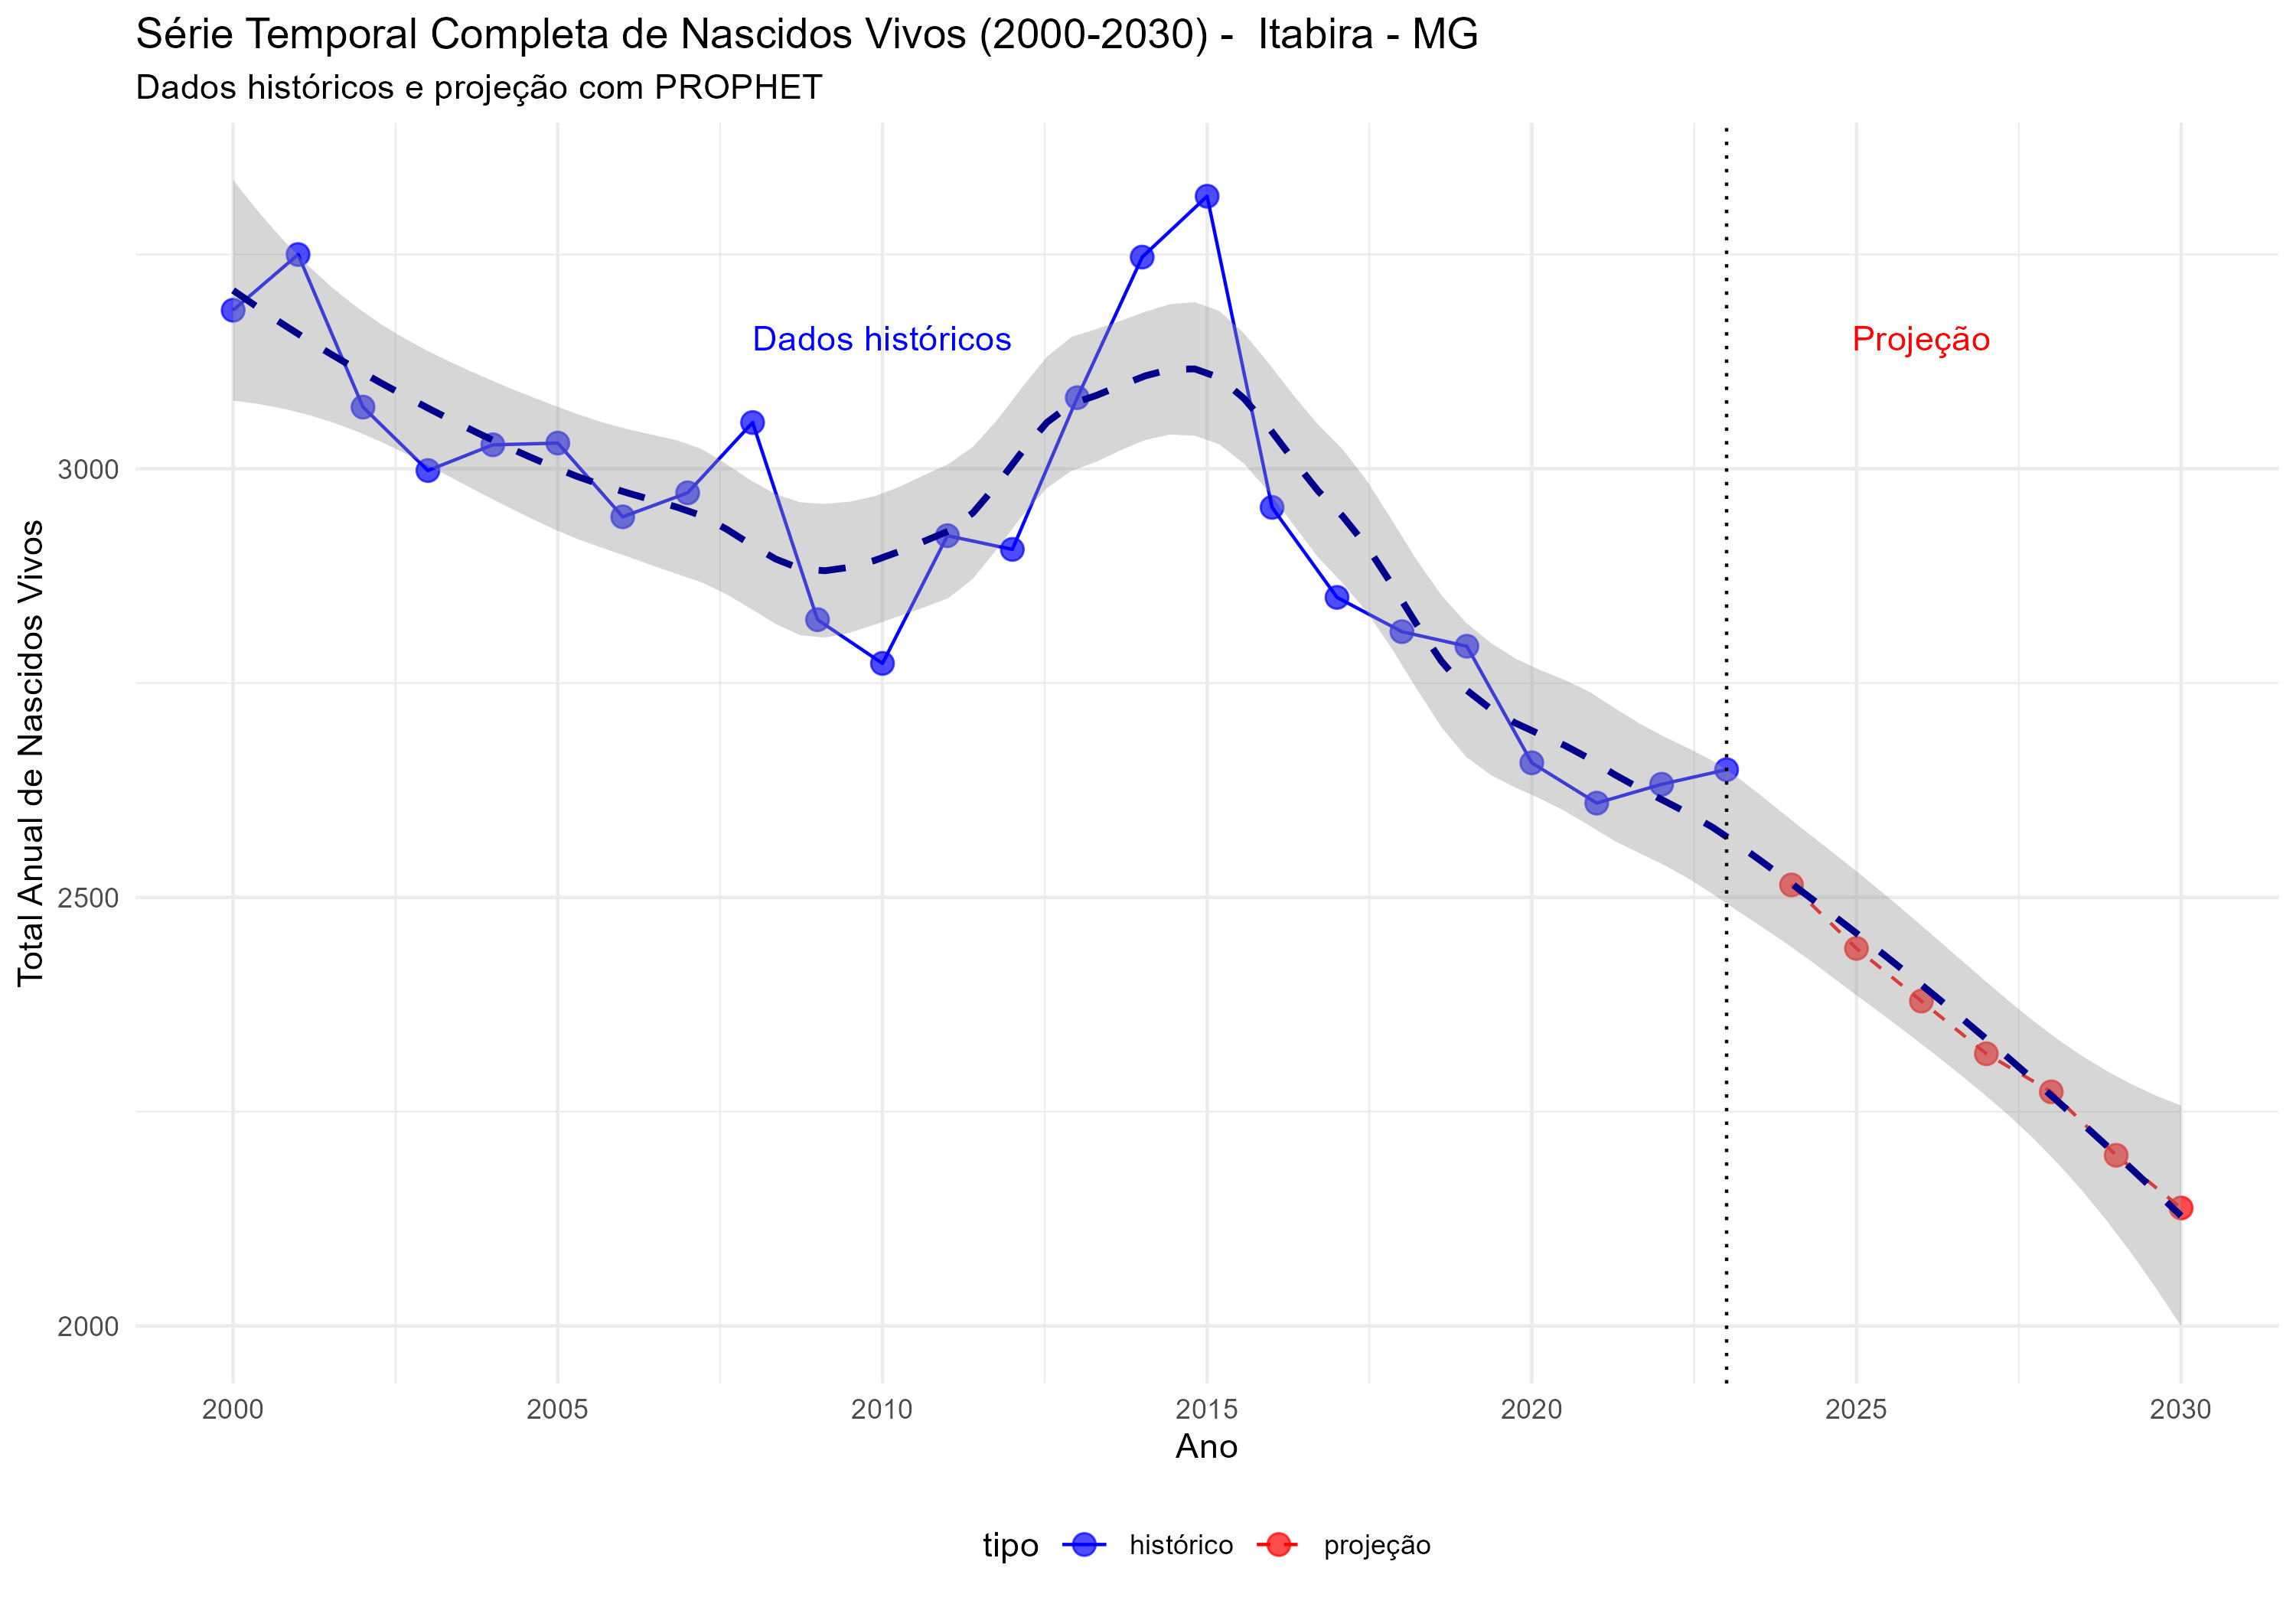 Série Temporal Completa de Nascidos Vivos (2000-2030) -  Itabira - MG
Dados históricos e projeção com PROPHET
Total Anual de Nascidos Vivos
3000
2500
2000
Dados históricos
Projeção
2000 2005 2010 2015 2020 2025 2030
Ano
tipo histórico projeção